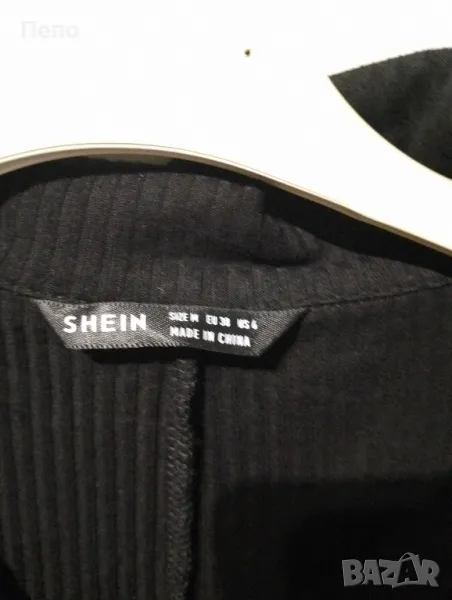 Пепо
SHEIN
SIZE M EU 38 US 6
MADE IN CHINA
BAZAR